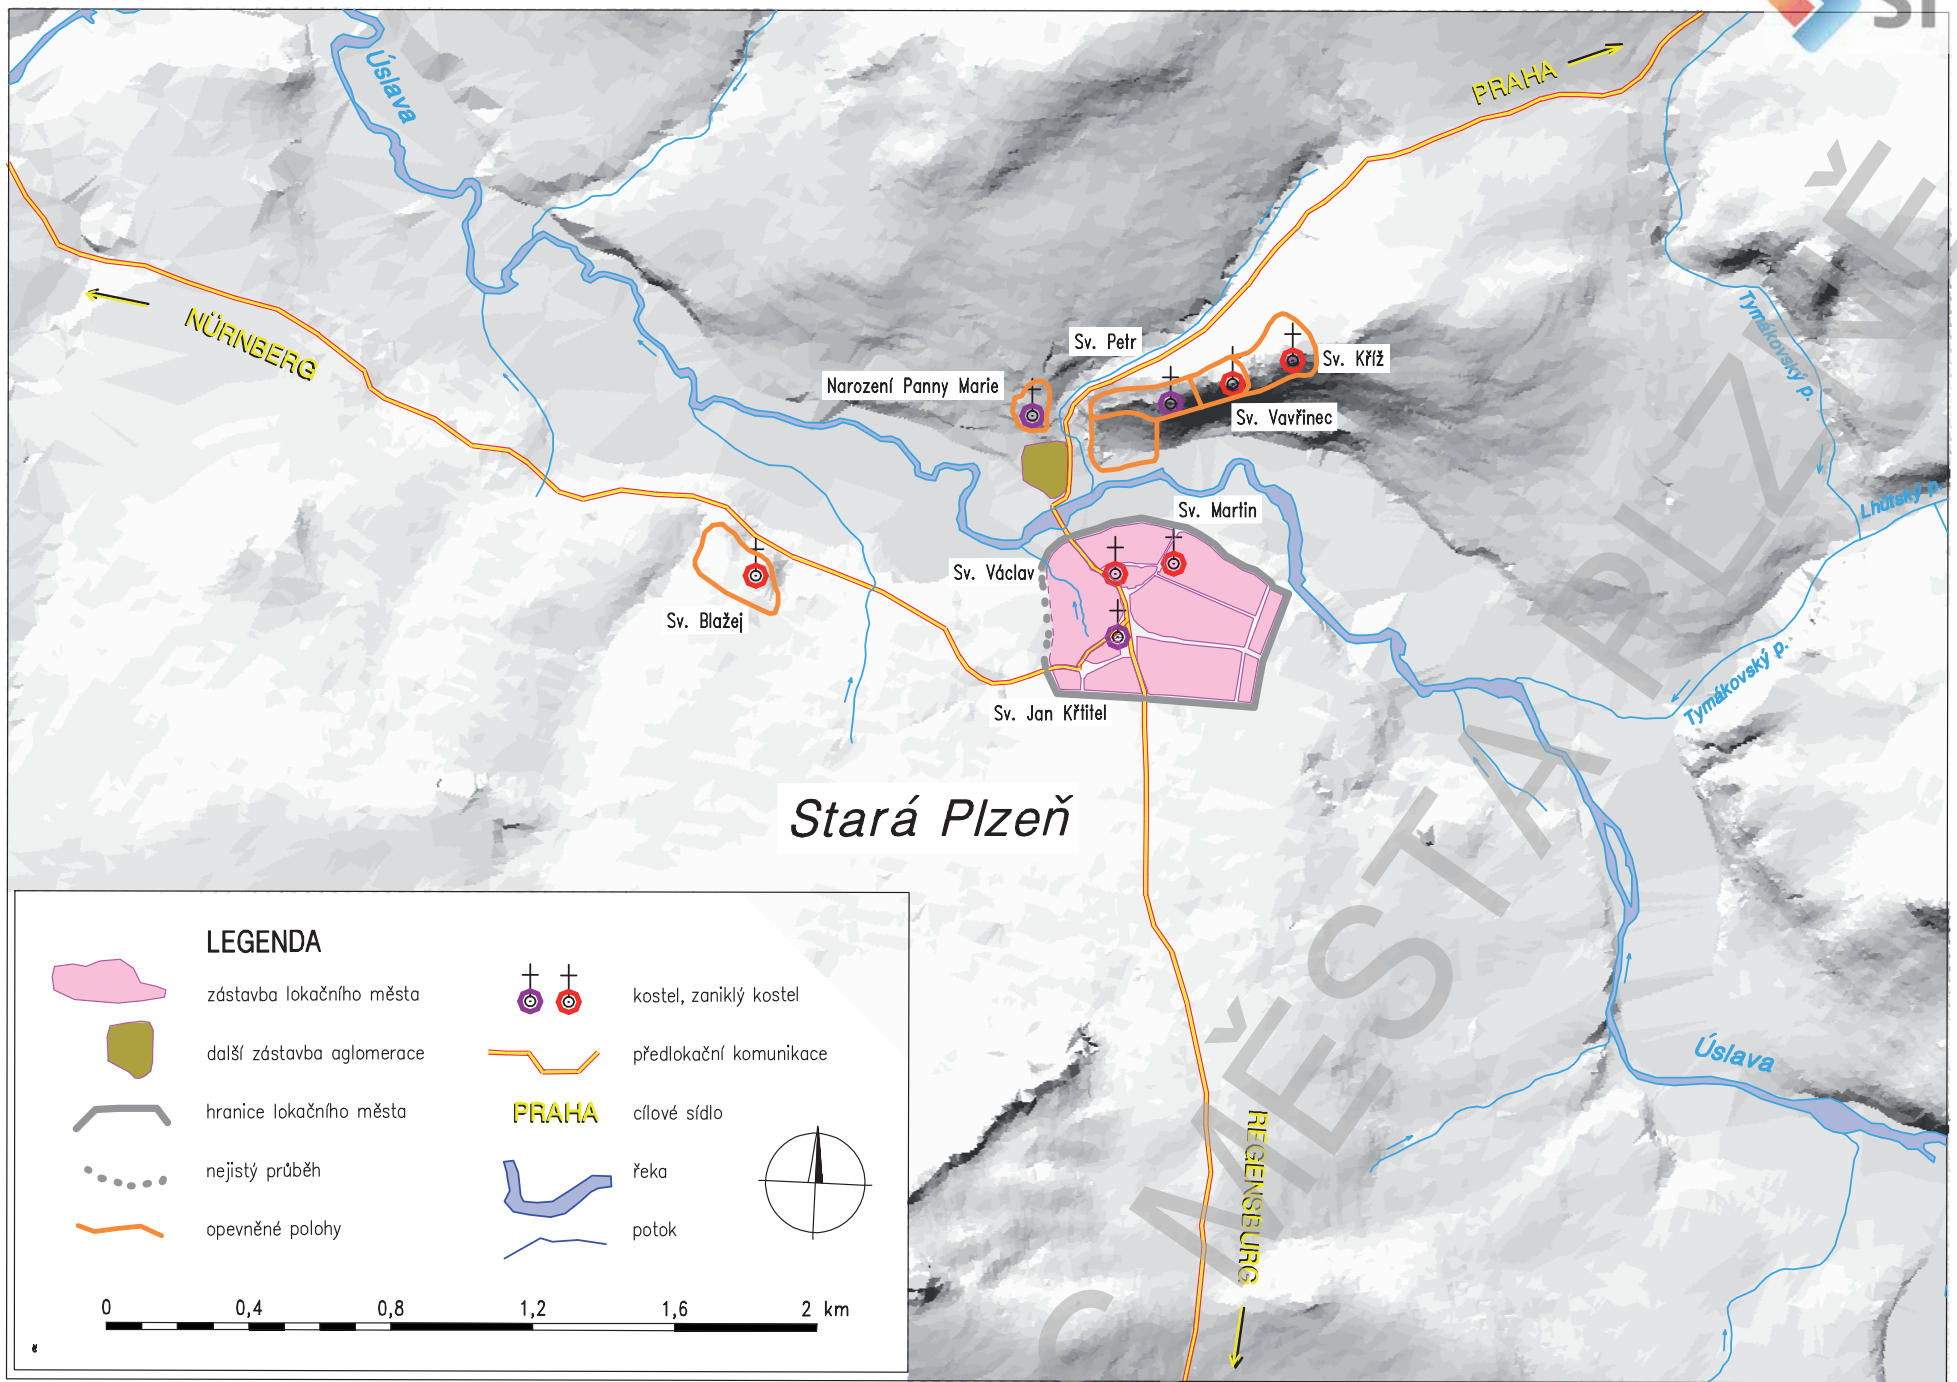 SI
Úslava
PRAHA
NÜRNBERG
Tymákovský p.
Sv. Petr
Sv. Kříž
Narození Panny Marie
Sv. Vavřinec
Lhůtský p.
Sv. Martin
Sv. Václav
Sv. Blažej
Tymákovský p.
Sv. Jan Křtitel
Stará Plzeň
MĚSTA PLZNĚ
Úslava
REGENSBURG
LEGENDA
zástavba lokačního města
další zástavba aglomerace
hranice lokačního města
nejistý průběh
opevněné polohy
kostel, zaniklý kostel
předlokační komunikace
PRAHA cílové sídlo
řeka
potok
0 0,4 0,8 1,2 1,6 2 km